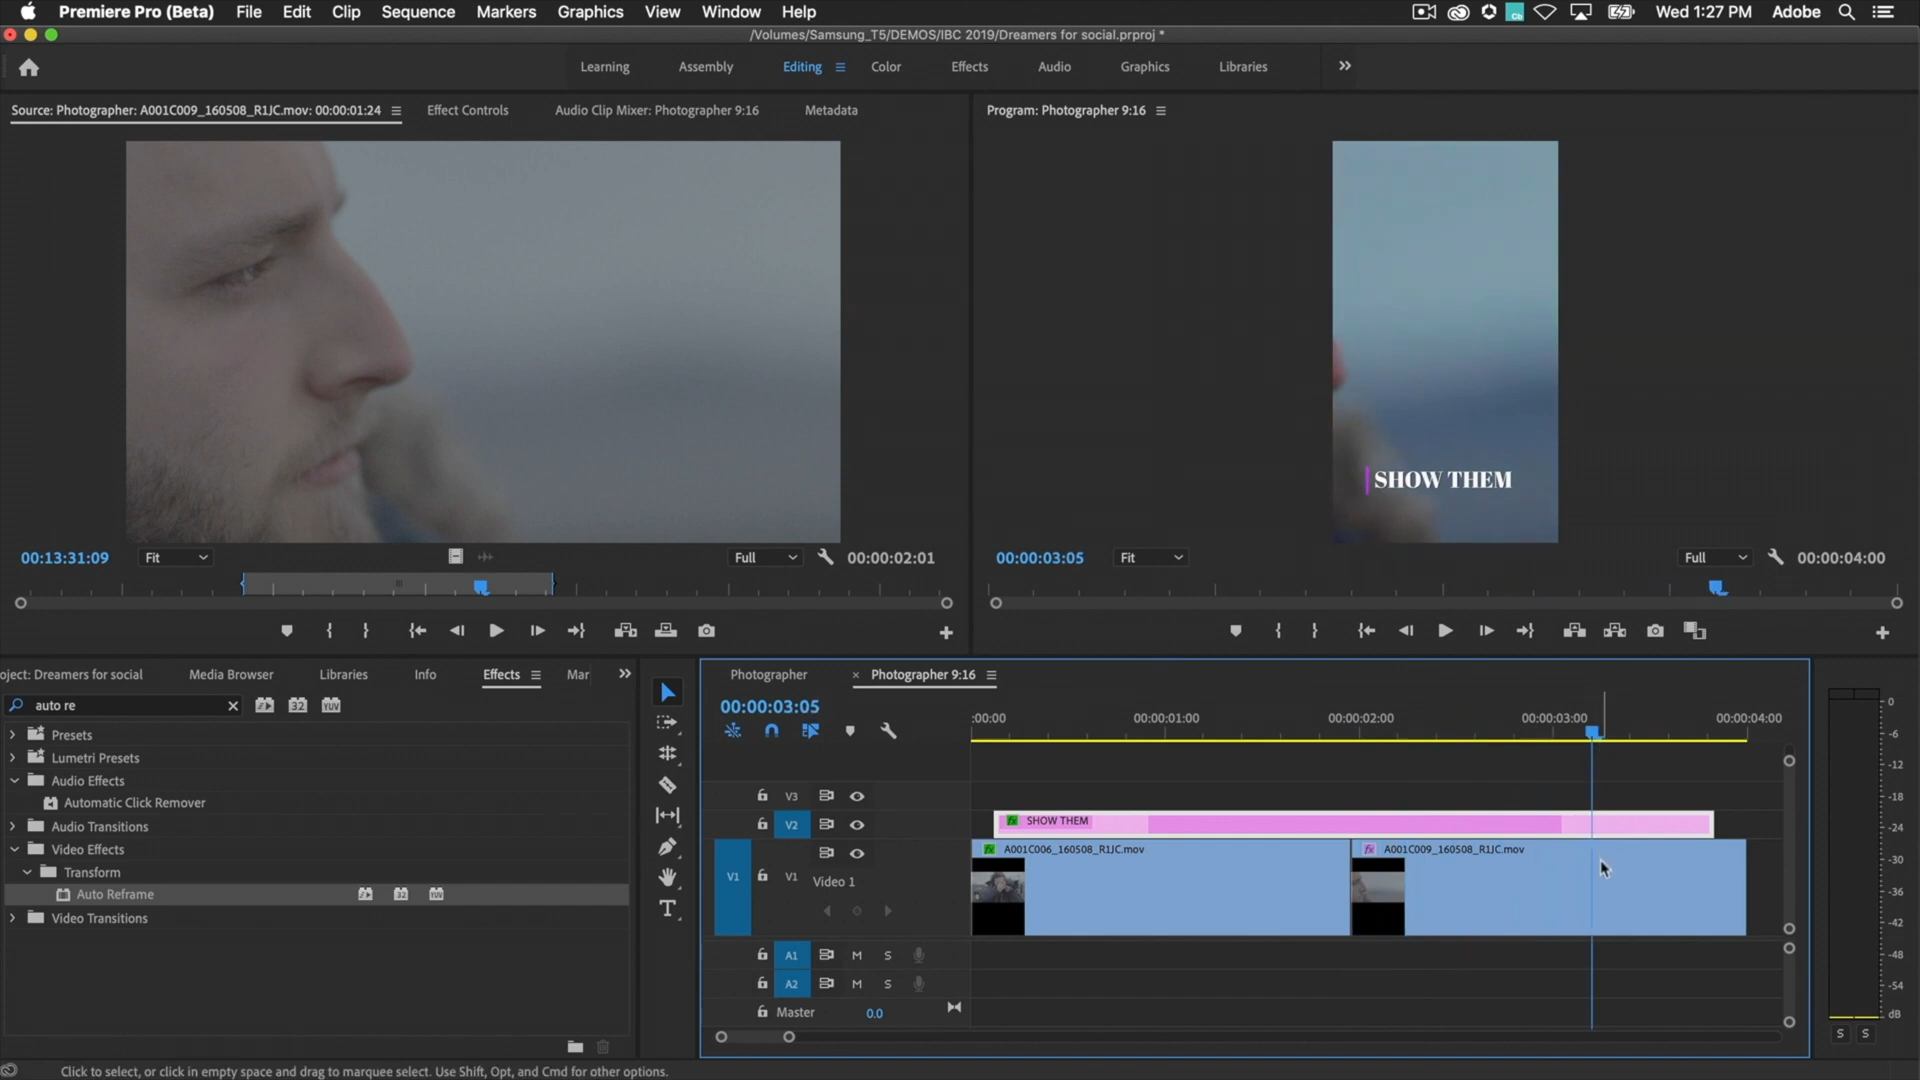 Premiere Pro (Beta) File Edit Clip Sequence Markers Graphics View Window Help Wed 1:27 PM Adobe
/Volumes/Samsung_T5/DEMOS/IBC 2019/Dreamers for social.prproj *
Learning Assembly Editing Color Effects Audio Graphics Libraries
Source: Photographer: A001C009_160508_R1JC.mov: 00:00:01:24 Effect Controls Audio Clip Mixer: Photographer 9:16 Metadata
Program: Photographer 9:16
SHOW THEM
00:13:31:09 Fit Full 00:00:02:01
00:00:03:05 Fit Full 00:00:04:00
oject: Dreamers for social Media Browser Libraries Info Effects Mar
auto re 32 YUV
Presets
Lumetri Presets
Audio Effects
Automatic Click Remover
Audio Transitions
Video Effects
Transform
Auto Reframe 32 YUV
Video Transitions
Photographer × Photographer 9:16
00:00:03:05
:00:00 00:00:01:00 00:00:02:00 00:00:03:00 00:00:04:00
V3
V2 fx SHOW THEM
fx A001C006_160508_R1JC.mov fx A001C009_160508_R1JC.mov
V1 V1 Video 1
A1 M S
A2 M S
Master 0.0
0
-6
-12
-18
-24
-30
-36
-42
-48
-54
dB
S S
Click to select, or click in empty space and drag to marquee select. Use Shift, Opt, and Cmd for other options.